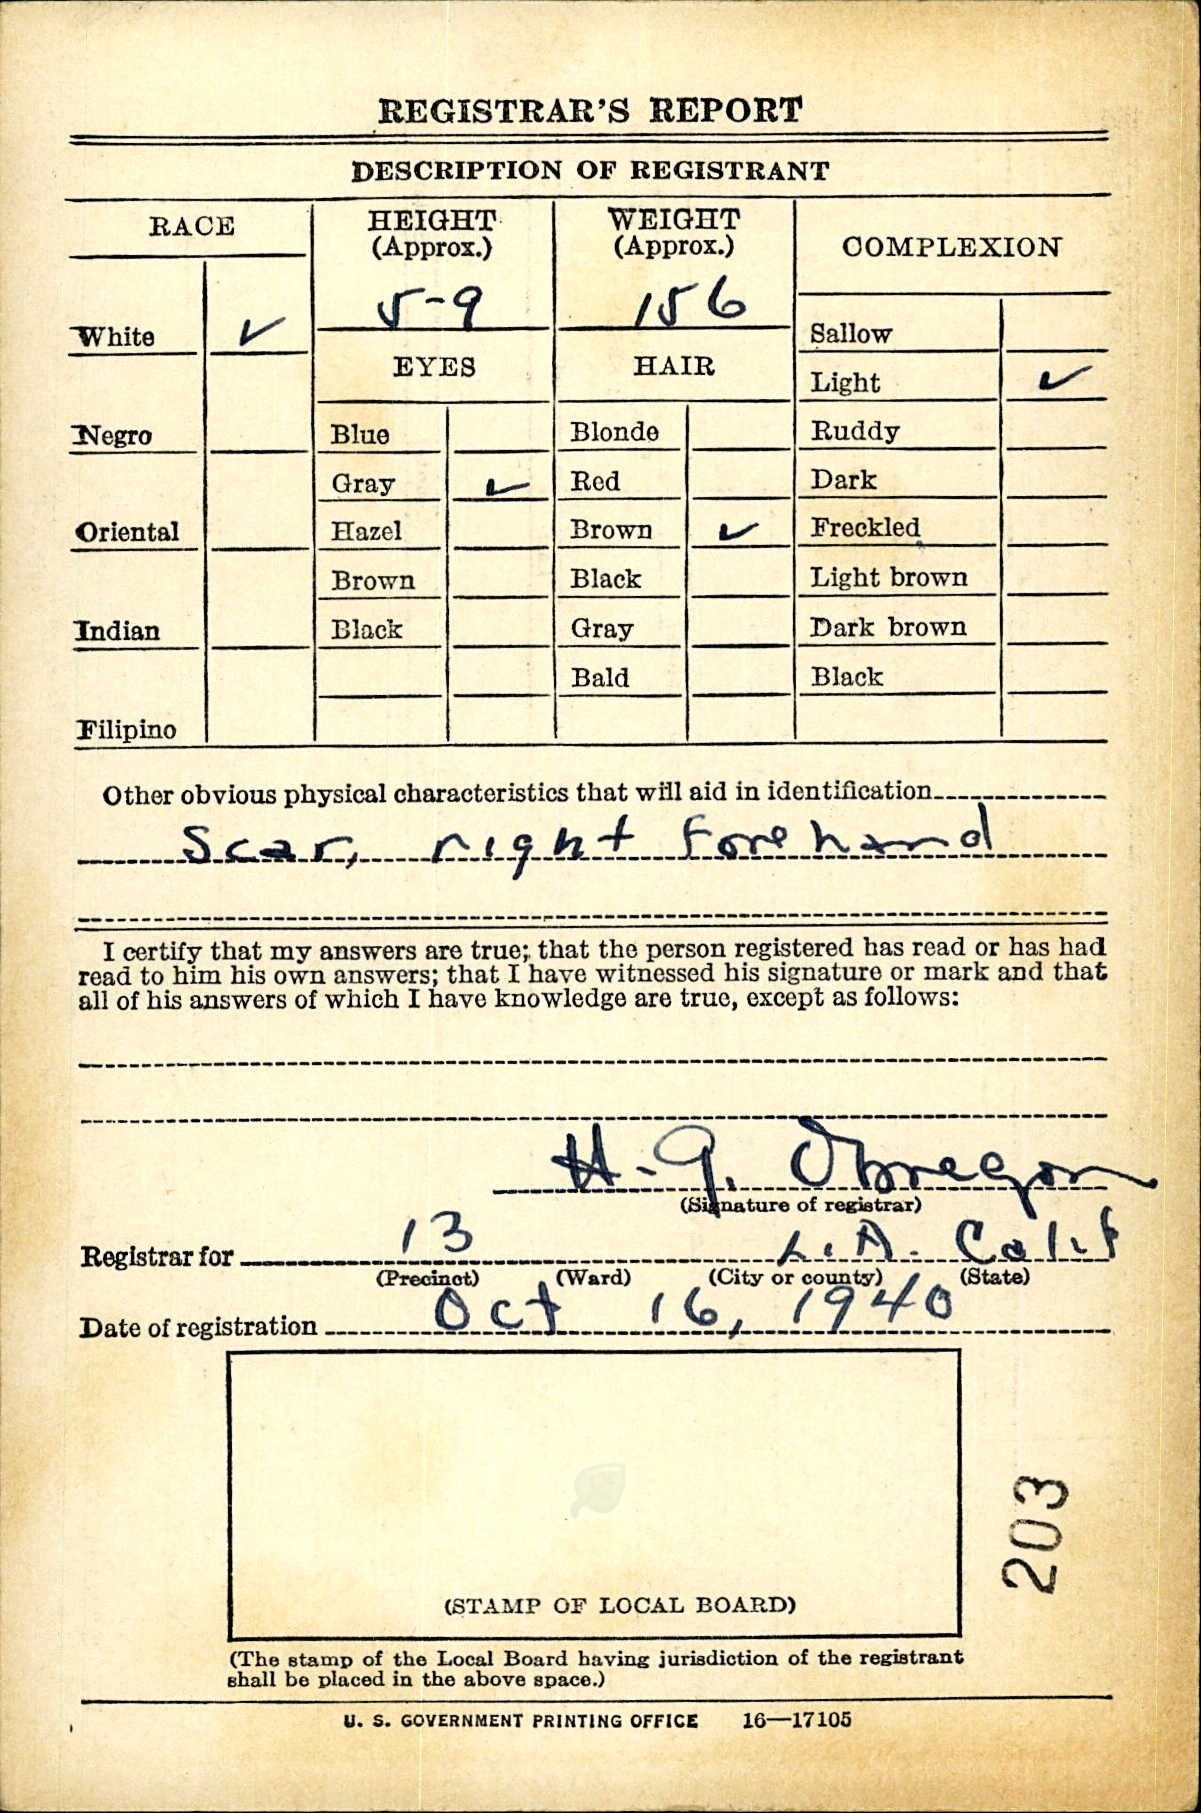 REGISTRAR'S REPORT
DESCRIPTION OF REGISTRANT
RACE
HEIGHT (Approx.)
WEIGHT (Approx.)
COMPLEXION
5-9
156
White ✓
Sallow
EYES
HAIR
Light ✓
Negro
Blue
Blonde
Ruddy
Gray ✓
Red
Dark
Oriental
Hazel
Brown ✓
Freckled
Brown
Black
Light brown
Indian
Black
Gray
Dark brown
Bald
Black
Filipino
Other obvious physical characteristics that will aid in identification
Scar, right forehand
I certify that my answers are true; that the person registered has read or has had
read to him his own answers; that I have witnessed his signature or mark and that
all of his answers of which I have knowledge are true, except as follows:
H. G. Obregon
(Signature of registrar)
Registrar for 13 L. A. Calif
(Precinct) (Ward) (City or county) (State)
Date of registration Oct 16, 1940
203
(STAMP OF LOCAL BOARD)
(The stamp of the Local Board having jurisdiction of the registrant
shall be placed in the above space.)
U. S. GOVERNMENT PRINTING OFFICE 16—17105